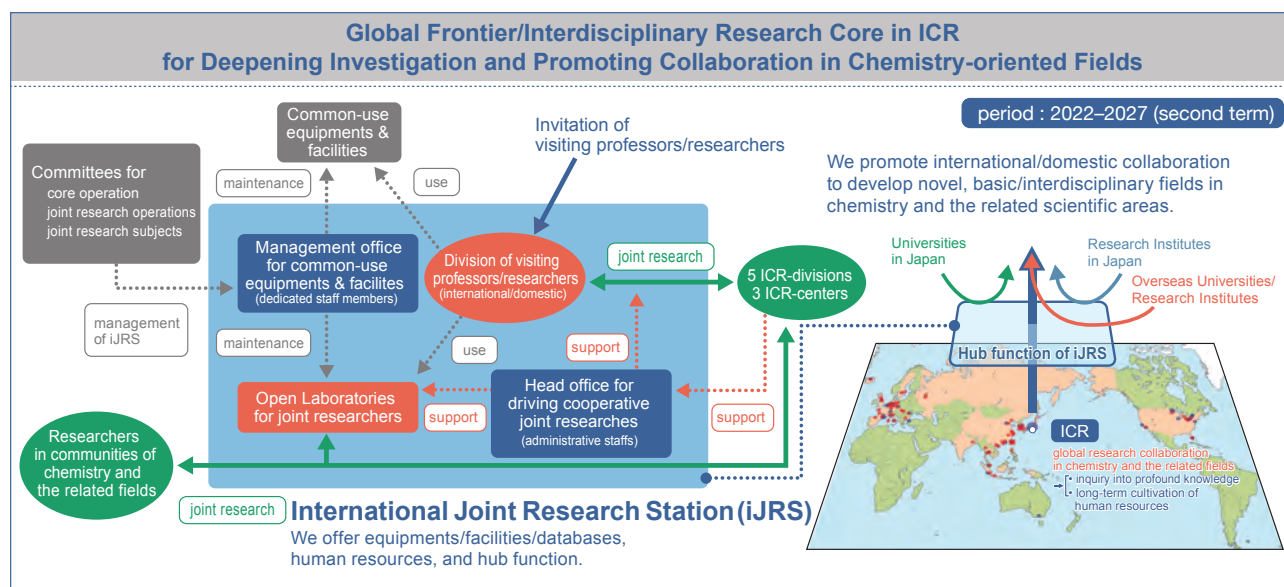 Global Frontier/Interdisciplinary Research Core in ICR
for Deepening Investigation and Promoting Collaboration in Chemistry-oriented Fields
period : 2022–2027 (second term)
Common-use
equipments &
facilities
Invitation of
visiting professors/researchers
Committees for
core operation
joint research operations
joint research subjects
maintenance
use
We promote international/domestic collaboration
to develop novel, basic/interdisciplinary fields in
chemistry and the related scientific areas.
Management office
for common-use
equipments & facilites
(dedicated staff members)
Division of visiting
professors/researchers
(international/domestic)
joint research
5 ICR-divisions
3 ICR-centers
Universities
in Japan
Research Institutes
in Japan
Overseas Universities/
Research Institutes
management
of iJRS
maintenance
use
support
Hub function of iJRS
Open Laboratories
for joint researchers
support
Head office for
driving cooperative
joint researches
(administrative staffs)
support
Researchers
in communities of
chemistry and
the related fields
ICR
global research collaboration
in chemistry and the related fields
• inquiry into profound knowledge
• long-term cultivation of
human resources
joint research
International Joint Research Station (iJRS)
We offer equipments/facilities/databases,
human resources, and hub function.